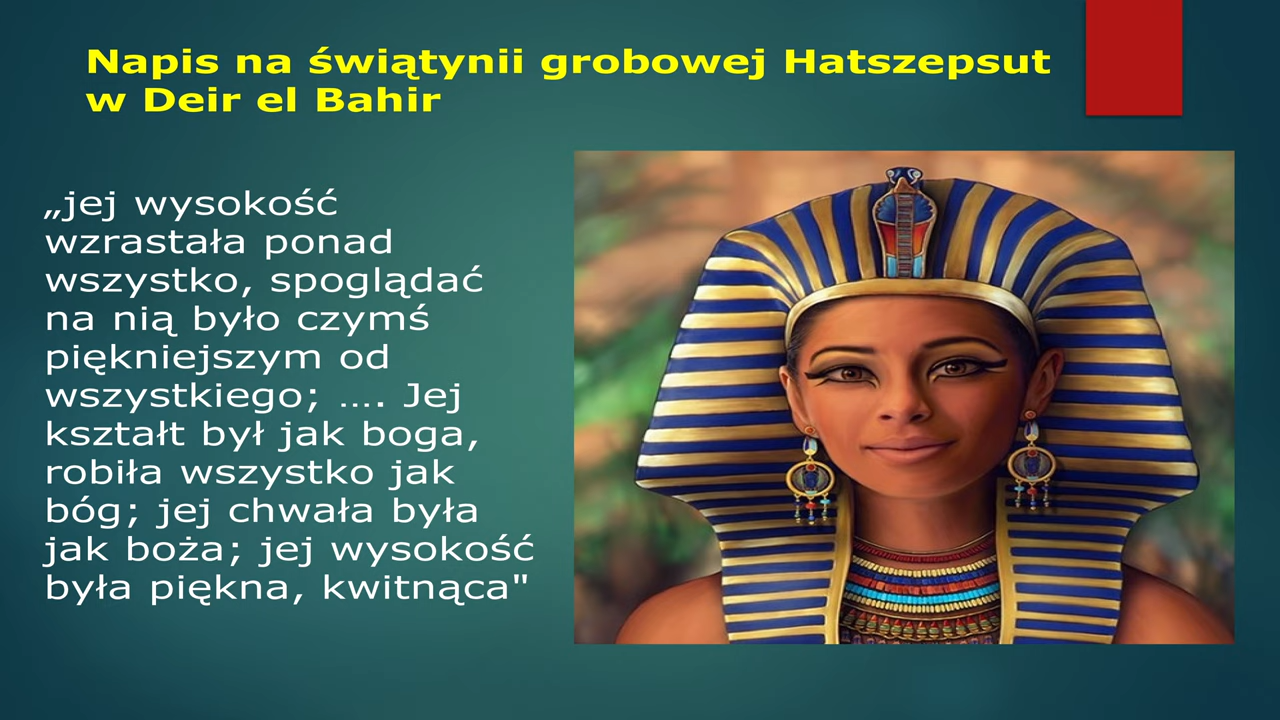 Napis na świątynii grobowej Hatszepsut
w Deir el Bahir
„jej wysokość
wzrastała ponad
wszystko, spoglądać
na nią było czymś
piękniejszym od
wszystkiego; …. Jej
kształt był jak boga,
robiła wszystko jak
bóg; jej chwała była
jak boża; jej wysokość
była piękna, kwitnąca"